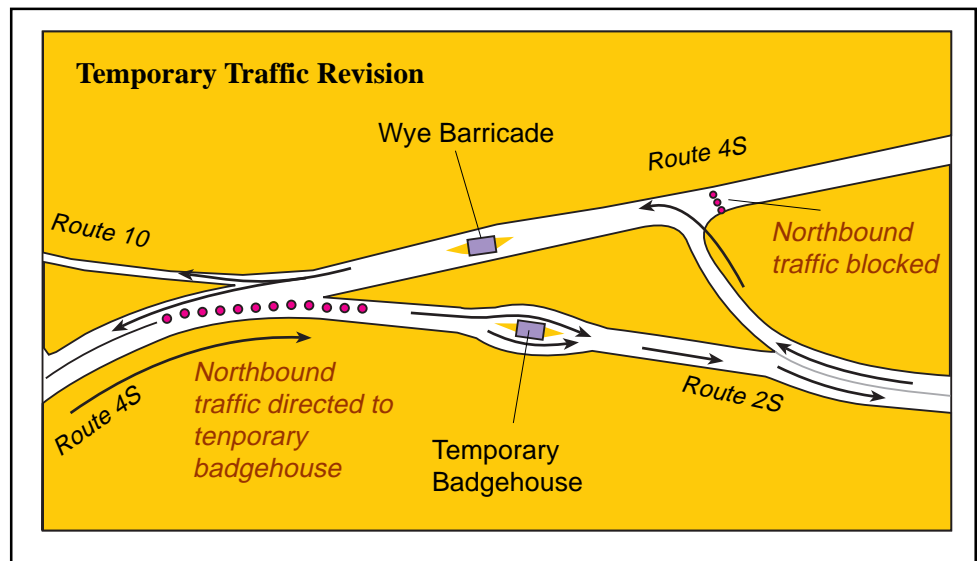 Temporary Traffic Revision
Wye Barricade
Route 4S
Route 10
Northbound
traffic blocked
Route 4S
Northbound
traffic directed to
tenporary
badgehouse
Route 2S
Temporary
Badgehouse